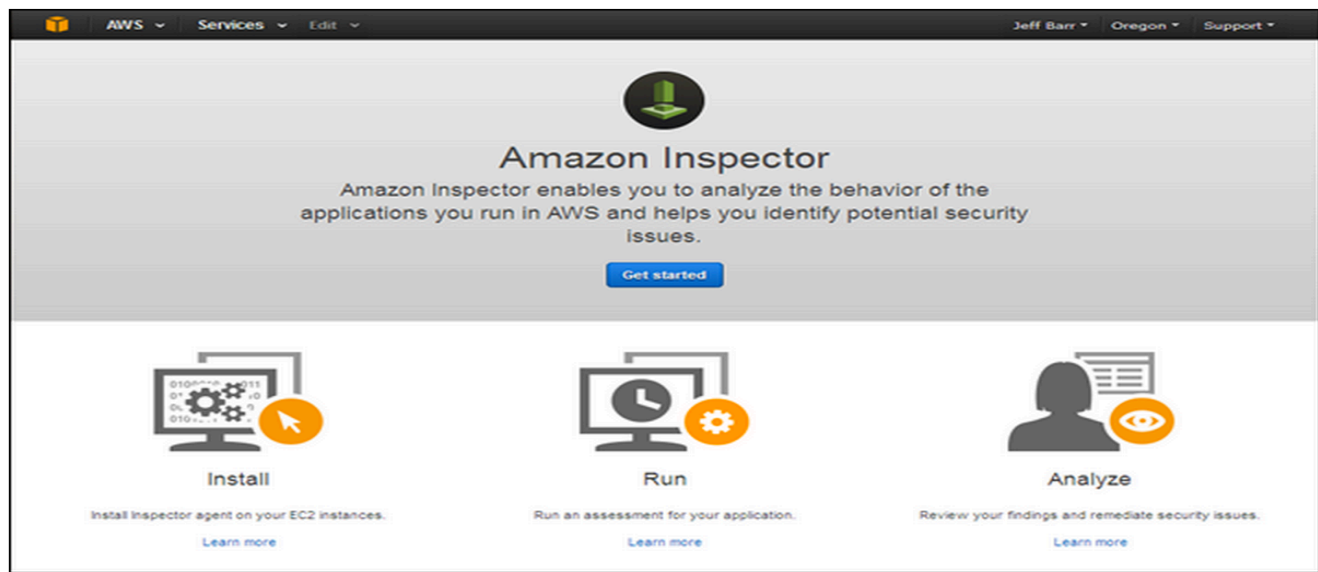 AWS Services Edit Jeff Barr Oregon Support
Amazon Inspector
Amazon Inspector enables you to analyze the behavior of the
applications you run in AWS and helps you identify potential security
issues.
Get started
Install
Install Inspector agent on your EC2 instances.
Learn more
Run
Run an assessment for your application.
Learn more
Analyze
Review your findings and remediate security issues.
Learn more